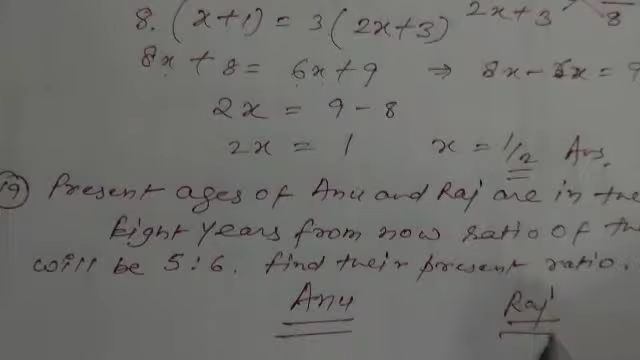 8. (x+1) = 3 (2x+3) 2x+3 8
8x + 8 = 6x + 9 → 8x - 6x = 9
2x = 9 - 8
2x = 1 x = 1/2 Ans.
19) Present ages of Anu and Raj are in the
Eight years from now ratio of the
will be 5:6. find their present ratio.
Anu Raj